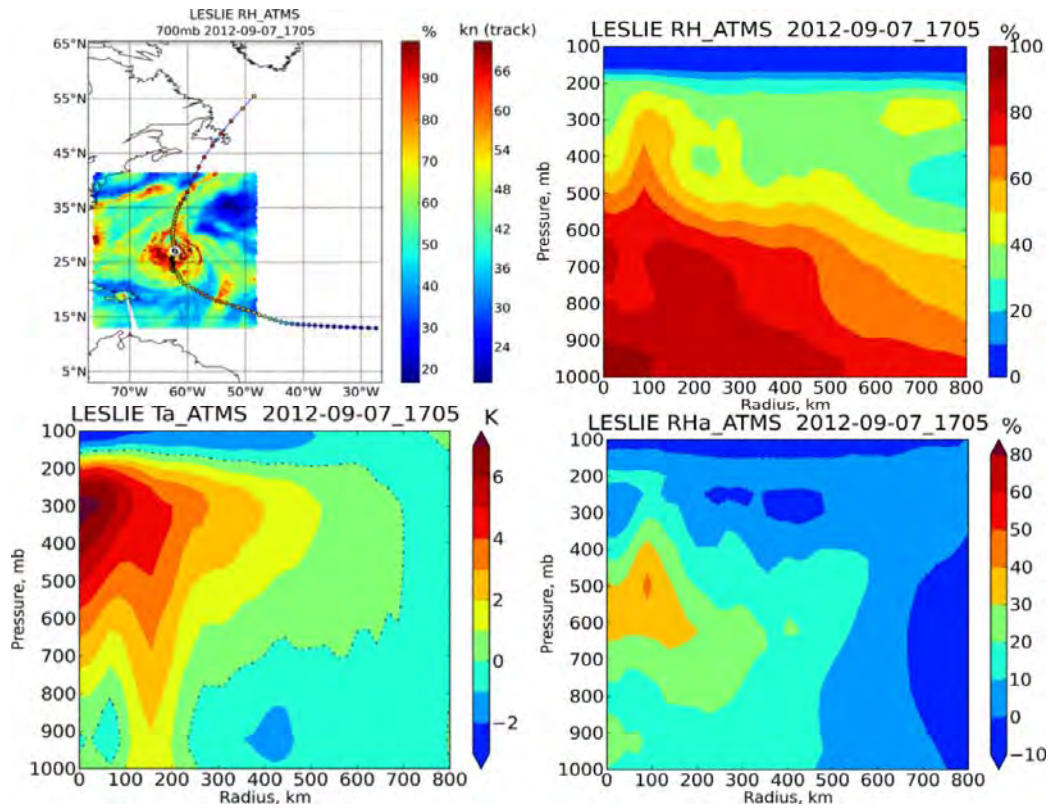 LESLIE RH_ATMS
700mb 2012-09-07_1705
% kn (track)
65°N
55°N
45°N
35°N
25°N
15°N
5°N
70°W 60°W 50°W 40°W 30°W
90
80
70
60
50
40
30
20
66
60
54
48
42
36
30
24
LESLIE RH_ATMS 2012-09-07_1705
%
Pressure, mb
100
200
300
400
500
600
700
800
900
1000
0 100 200 300 400 500 600 700 800
Radius, km
100
80
60
40
20
0
LESLIE Ta_ATMS 2012-09-07_1705
K
Pressure, mb
100
200
300
400
500
600
700
800
900
1000
0 100 200 300 400 500 600 700 800
Radius, km
6
4
2
0
−2
LESLIE RHa_ATMS 2012-09-07_1705
%
Pressure, mb
100
200
300
400
500
600
700
800
900
1000
0 100 200 300 400 500 600 700 800
Radius, km
80
60
50
40
30
20
10
0
−10